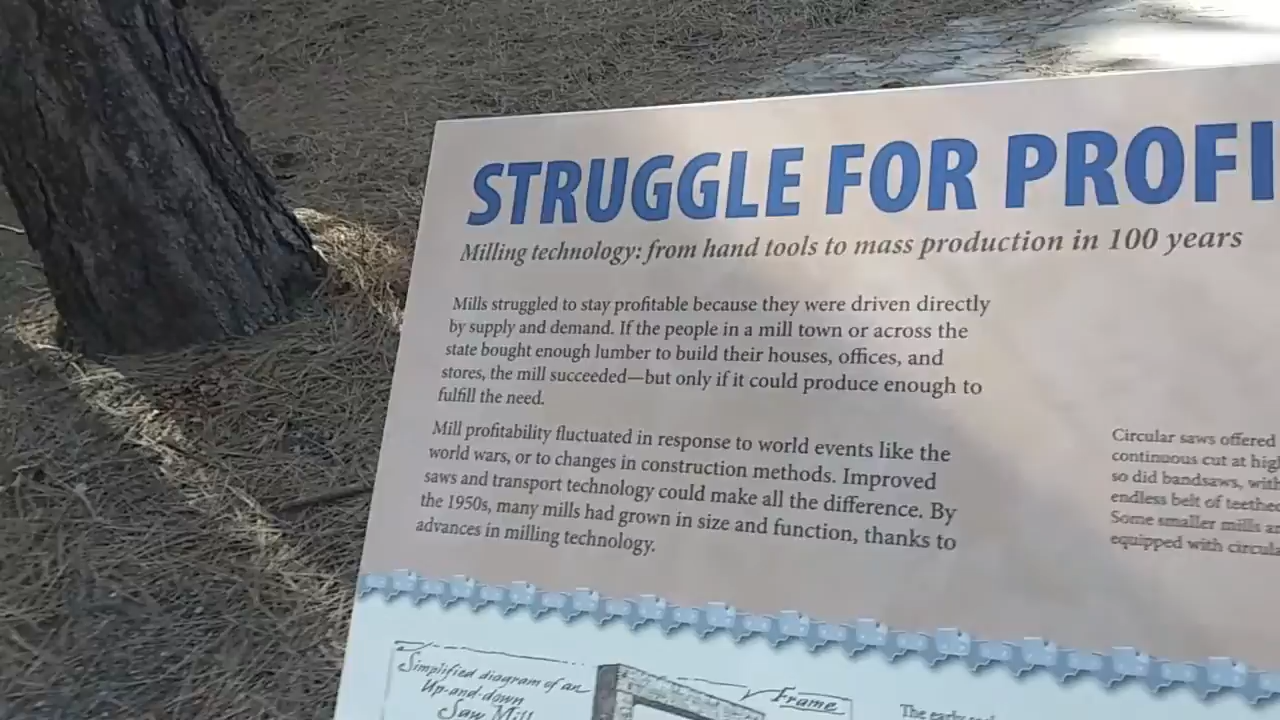 STRUGGLE FOR PROFI
Milling technology: from hand tools to mass production in 100 years
Mills struggled to stay profitable because they were driven directly
by supply and demand. If the people in a mill town or across the
state bought enough lumber to build their houses, offices, and
stores, the mill succeeded—but only if it could produce enough to
fulfill the need.
Mill profitability fluctuated in response to world events like the
world wars, or to changes in construction methods. Improved
saws and transport technology could make all the difference. By
the 1950s, many mills had grown in size and function, thanks to
advances in milling technology.
Circular saws offered
continuous cut at hig
so did bandsaws, with
endless belt of teethe
Some smaller mills a
equipped with circula
Simplified diagram of an
Up-and-down
Saw Mill
Frame
The early